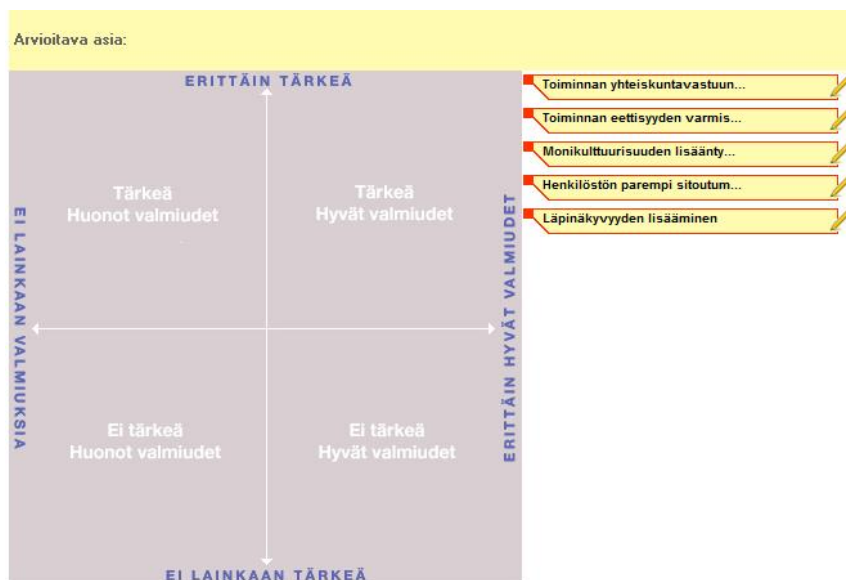 Arvioitava asia:
ERITTÄIN TÄRKEÄ
Tärkeä
Huonot valmiudet
Tärkeä
Hyvät valmiudet
EI LAINKAAN VALMIUKSIA
ERITTÄIN HYVÄT VALMIUDET
Ei tärkeä
Huonot valmiudet
Ei tärkeä
Hyvät valmiudet
EI LAINKAAN TÄRKEÄ
Toiminnan yhteiskuntavastuun...
Toiminnan eettisyyden varmis...
Monikulttuurisuuden lisäänty...
Henkilöstön parempi sitoutum...
Läpinäkyvyyden lisääminen